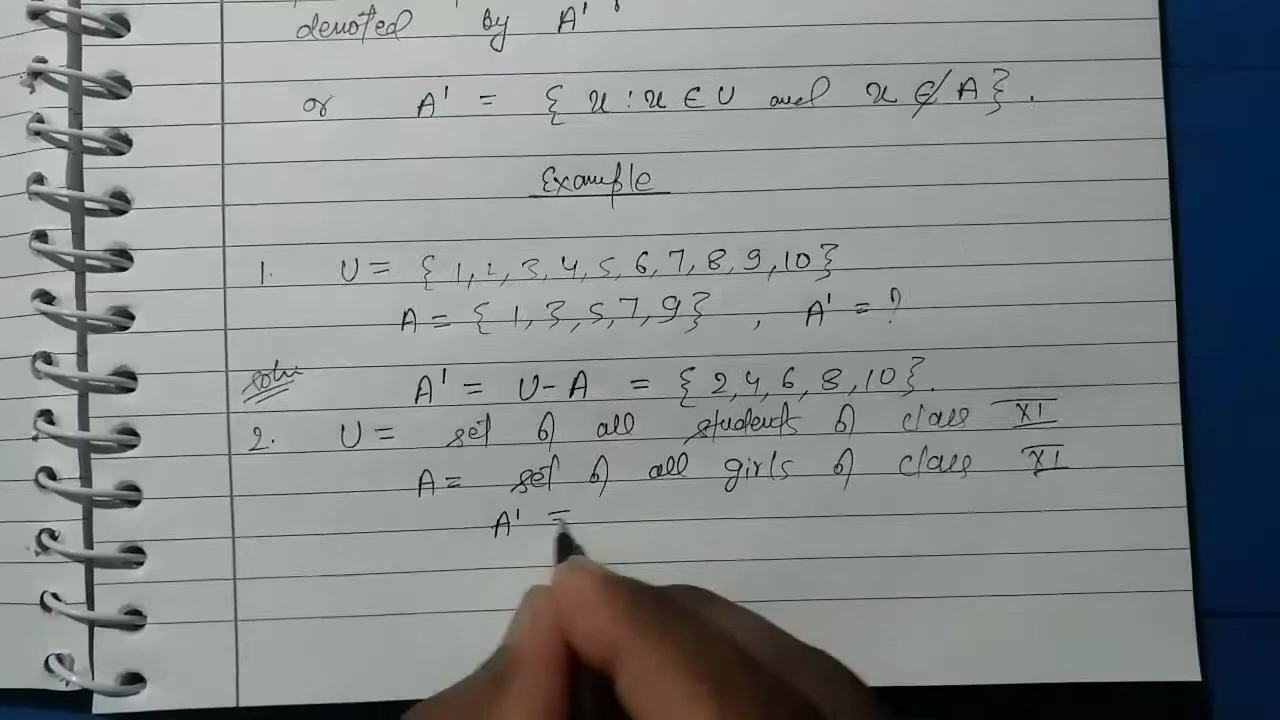 denoted by A'
or A' = { x : x ∈ U and x ∉ A } .
Example
1. U = { 1, 2, 3, 4, 5, 6, 7, 8, 9, 10 }
A = { 1, 3, 5, 7, 9 } , A' = ?
Soln A' = U - A = { 2, 4, 6, 8, 10 }.
2. U = set of all students of class XI
A = set of all girls of class XI
A' =